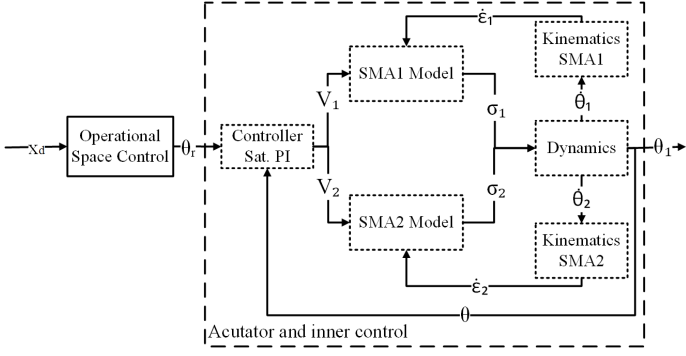 ε̇₁
Kinematics
SMA1
SMA1 Model
V₁
σ₁
θ̇₁
Xd
Operational
Space Control
θᵣ
Controller
Sat. PI
Dynamics
θ₁
V₂
σ₂
θ̇₂
SMA2 Model
Kinematics
SMA2
ε̇₂
θ
Acutator and inner control